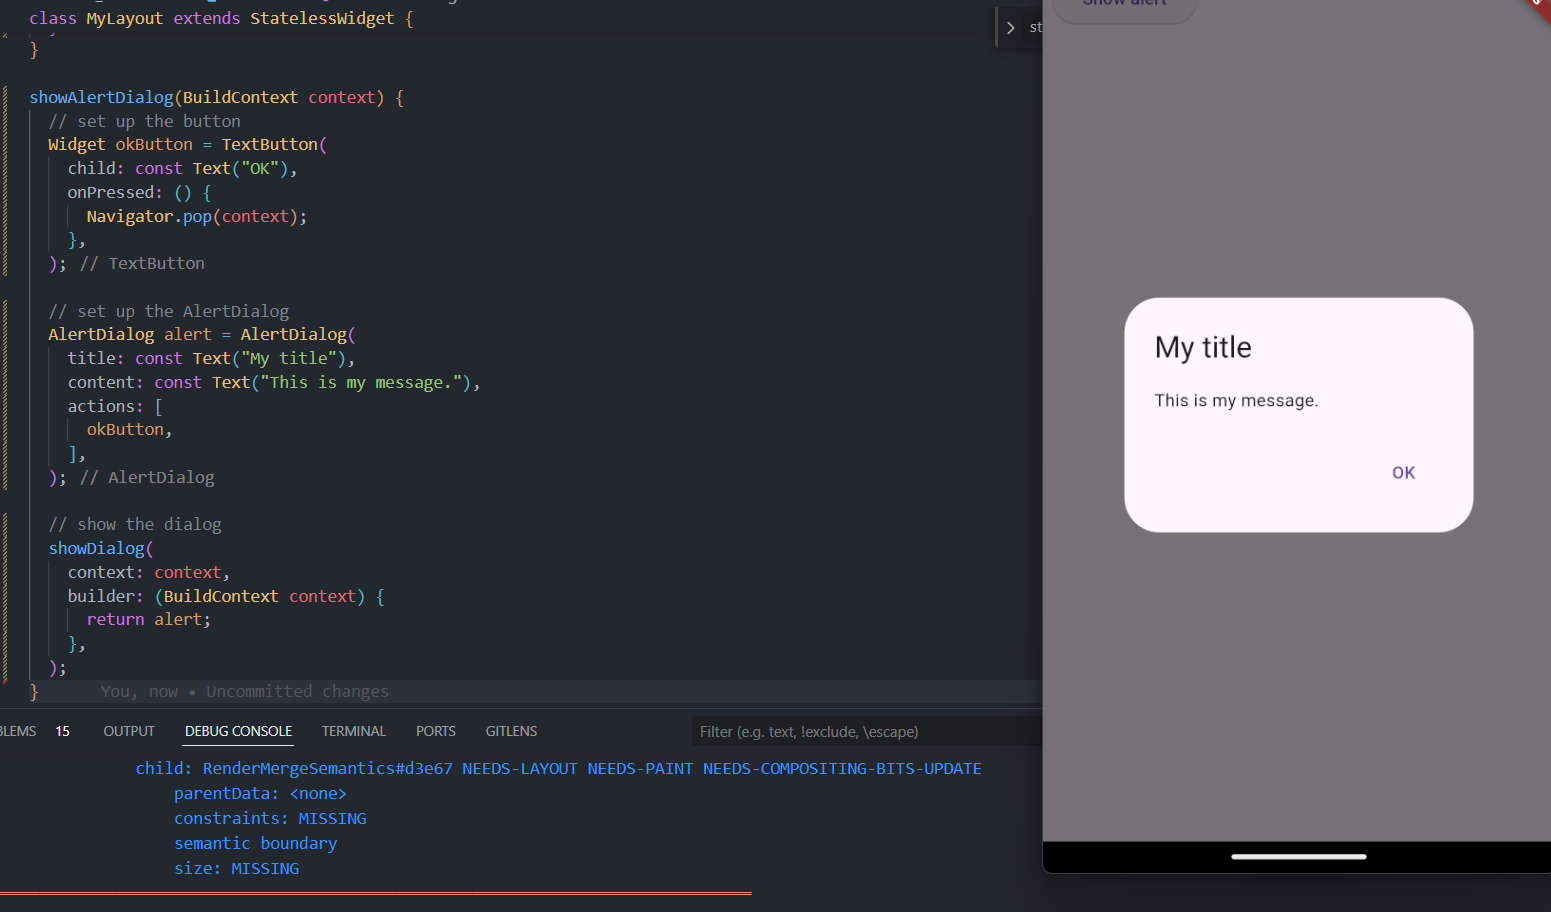 class MyLayout extends StatelessWidget {
}
showAlertDialog(BuildContext context) {
// set up the button
Widget okButton = TextButton(
child: const Text("OK"),
onPressed: () {
Navigator.pop(context);
},
); // TextButton
// set up the AlertDialog
AlertDialog alert = AlertDialog(
title: const Text("My title"),
content: const Text("This is my message."),
actions: [
okButton,
],
); // AlertDialog
// show the dialog
showDialog(
context: context,
builder: (BuildContext context) {
return alert;
},
);
} You, now • Uncommitted changes
BLEMS 15 OUTPUT DEBUG CONSOLE TERMINAL PORTS GITLENS Filter (e.g. text, !exclude, \escape)
child: RenderMergeSemantics#d3e67 NEEDS-LAYOUT NEEDS-PAINT NEEDS-COMPOSITING-BITS-UPDATE
parentData: <none>
constraints: MISSING
semantic boundary
size: MISSING
st
Show alert
My title
This is my message.
OK